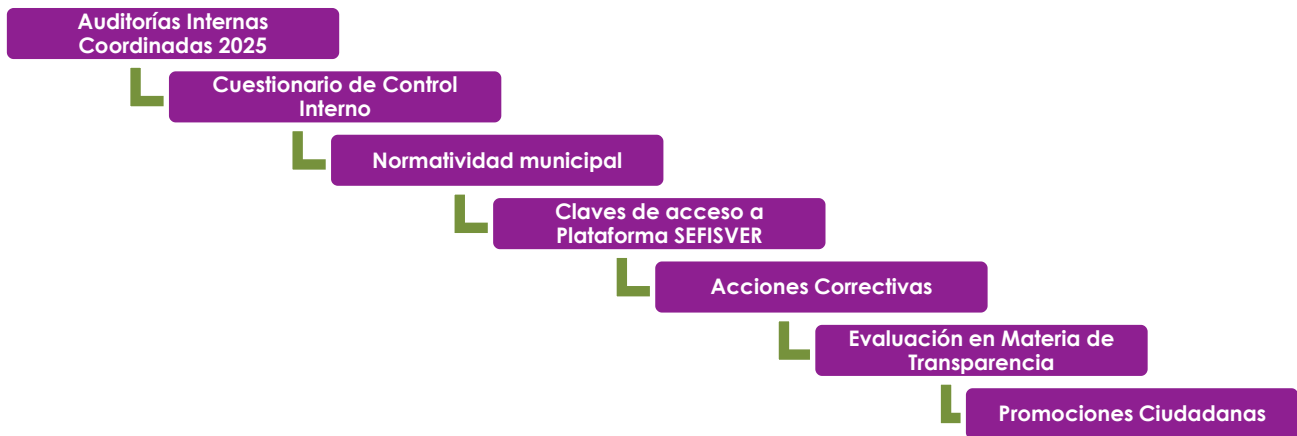 Auditorías Internas
Coordinadas 2025
Cuestionario de Control
Interno
Normatividad municipal
Claves de acceso a
Plataforma SEFISVER
Acciones Correctivas
Evaluación en Materia de
Transparencia
Promociones Ciudadanas